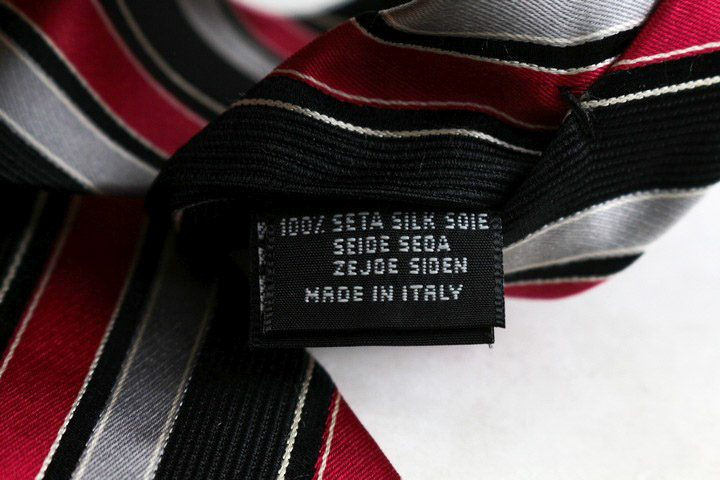 100% SETA SILK SOIE
SEIDE SEDA
ZEJDE SIDEN
MADE IN ITALY